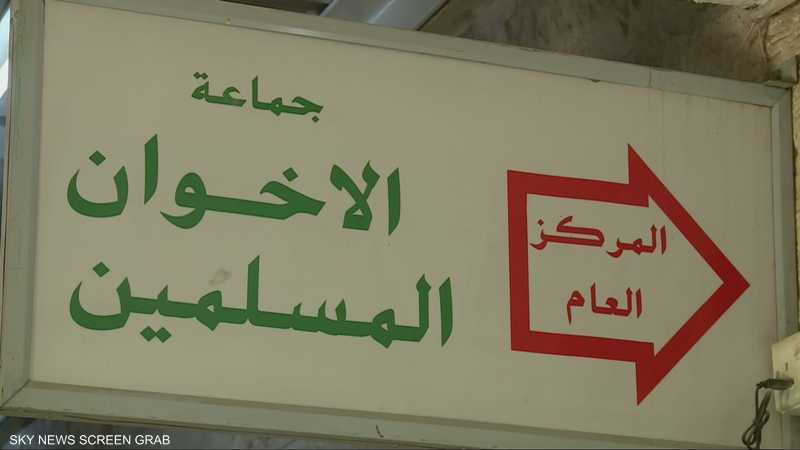 جماعة
الاخوان
المسلمين
المركز
العام
SKY NEWS SCREEN GRAB